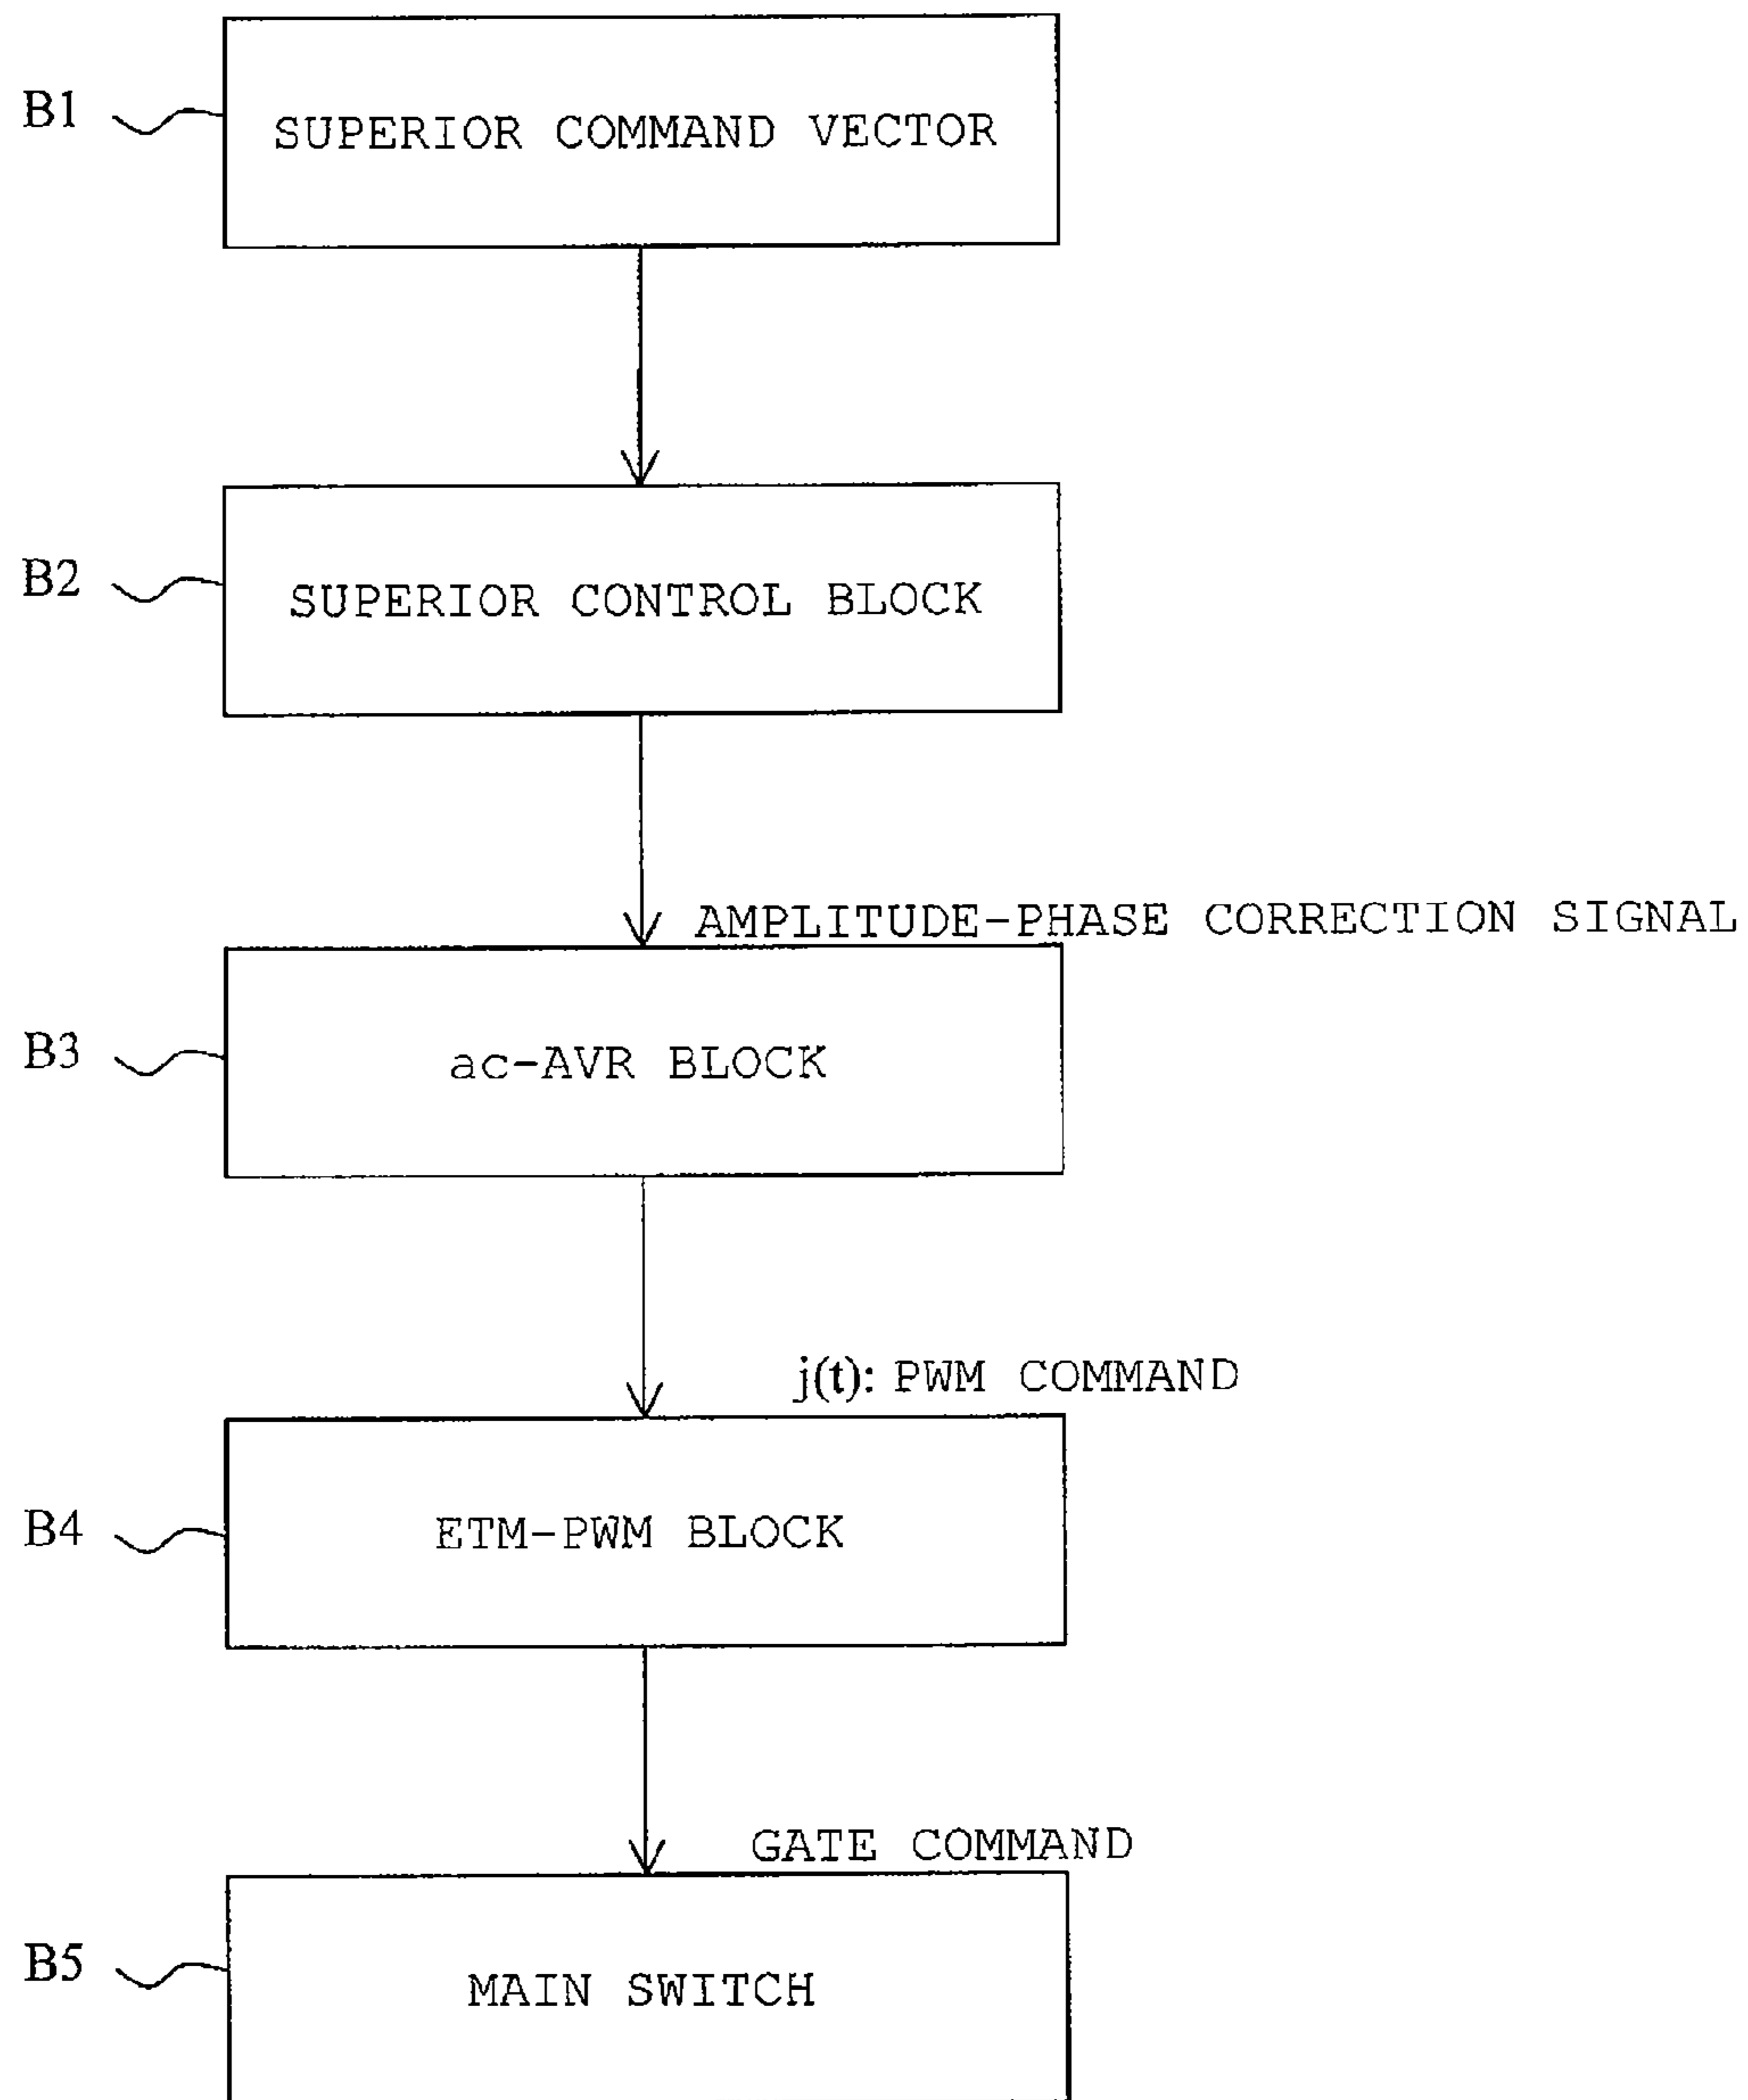 B1
SUPERIOR COMMAND VECTOR
B2
SUPERIOR CONTROL BLOCK
AMPLITUDE-PHASE CORRECTION SIGNAL
B3
ac-AVR BLOCK
j(t): PWM COMMAND
B4
ETM-PWM BLOCK
GATE COMMAND
B5
MAIN SWITCH